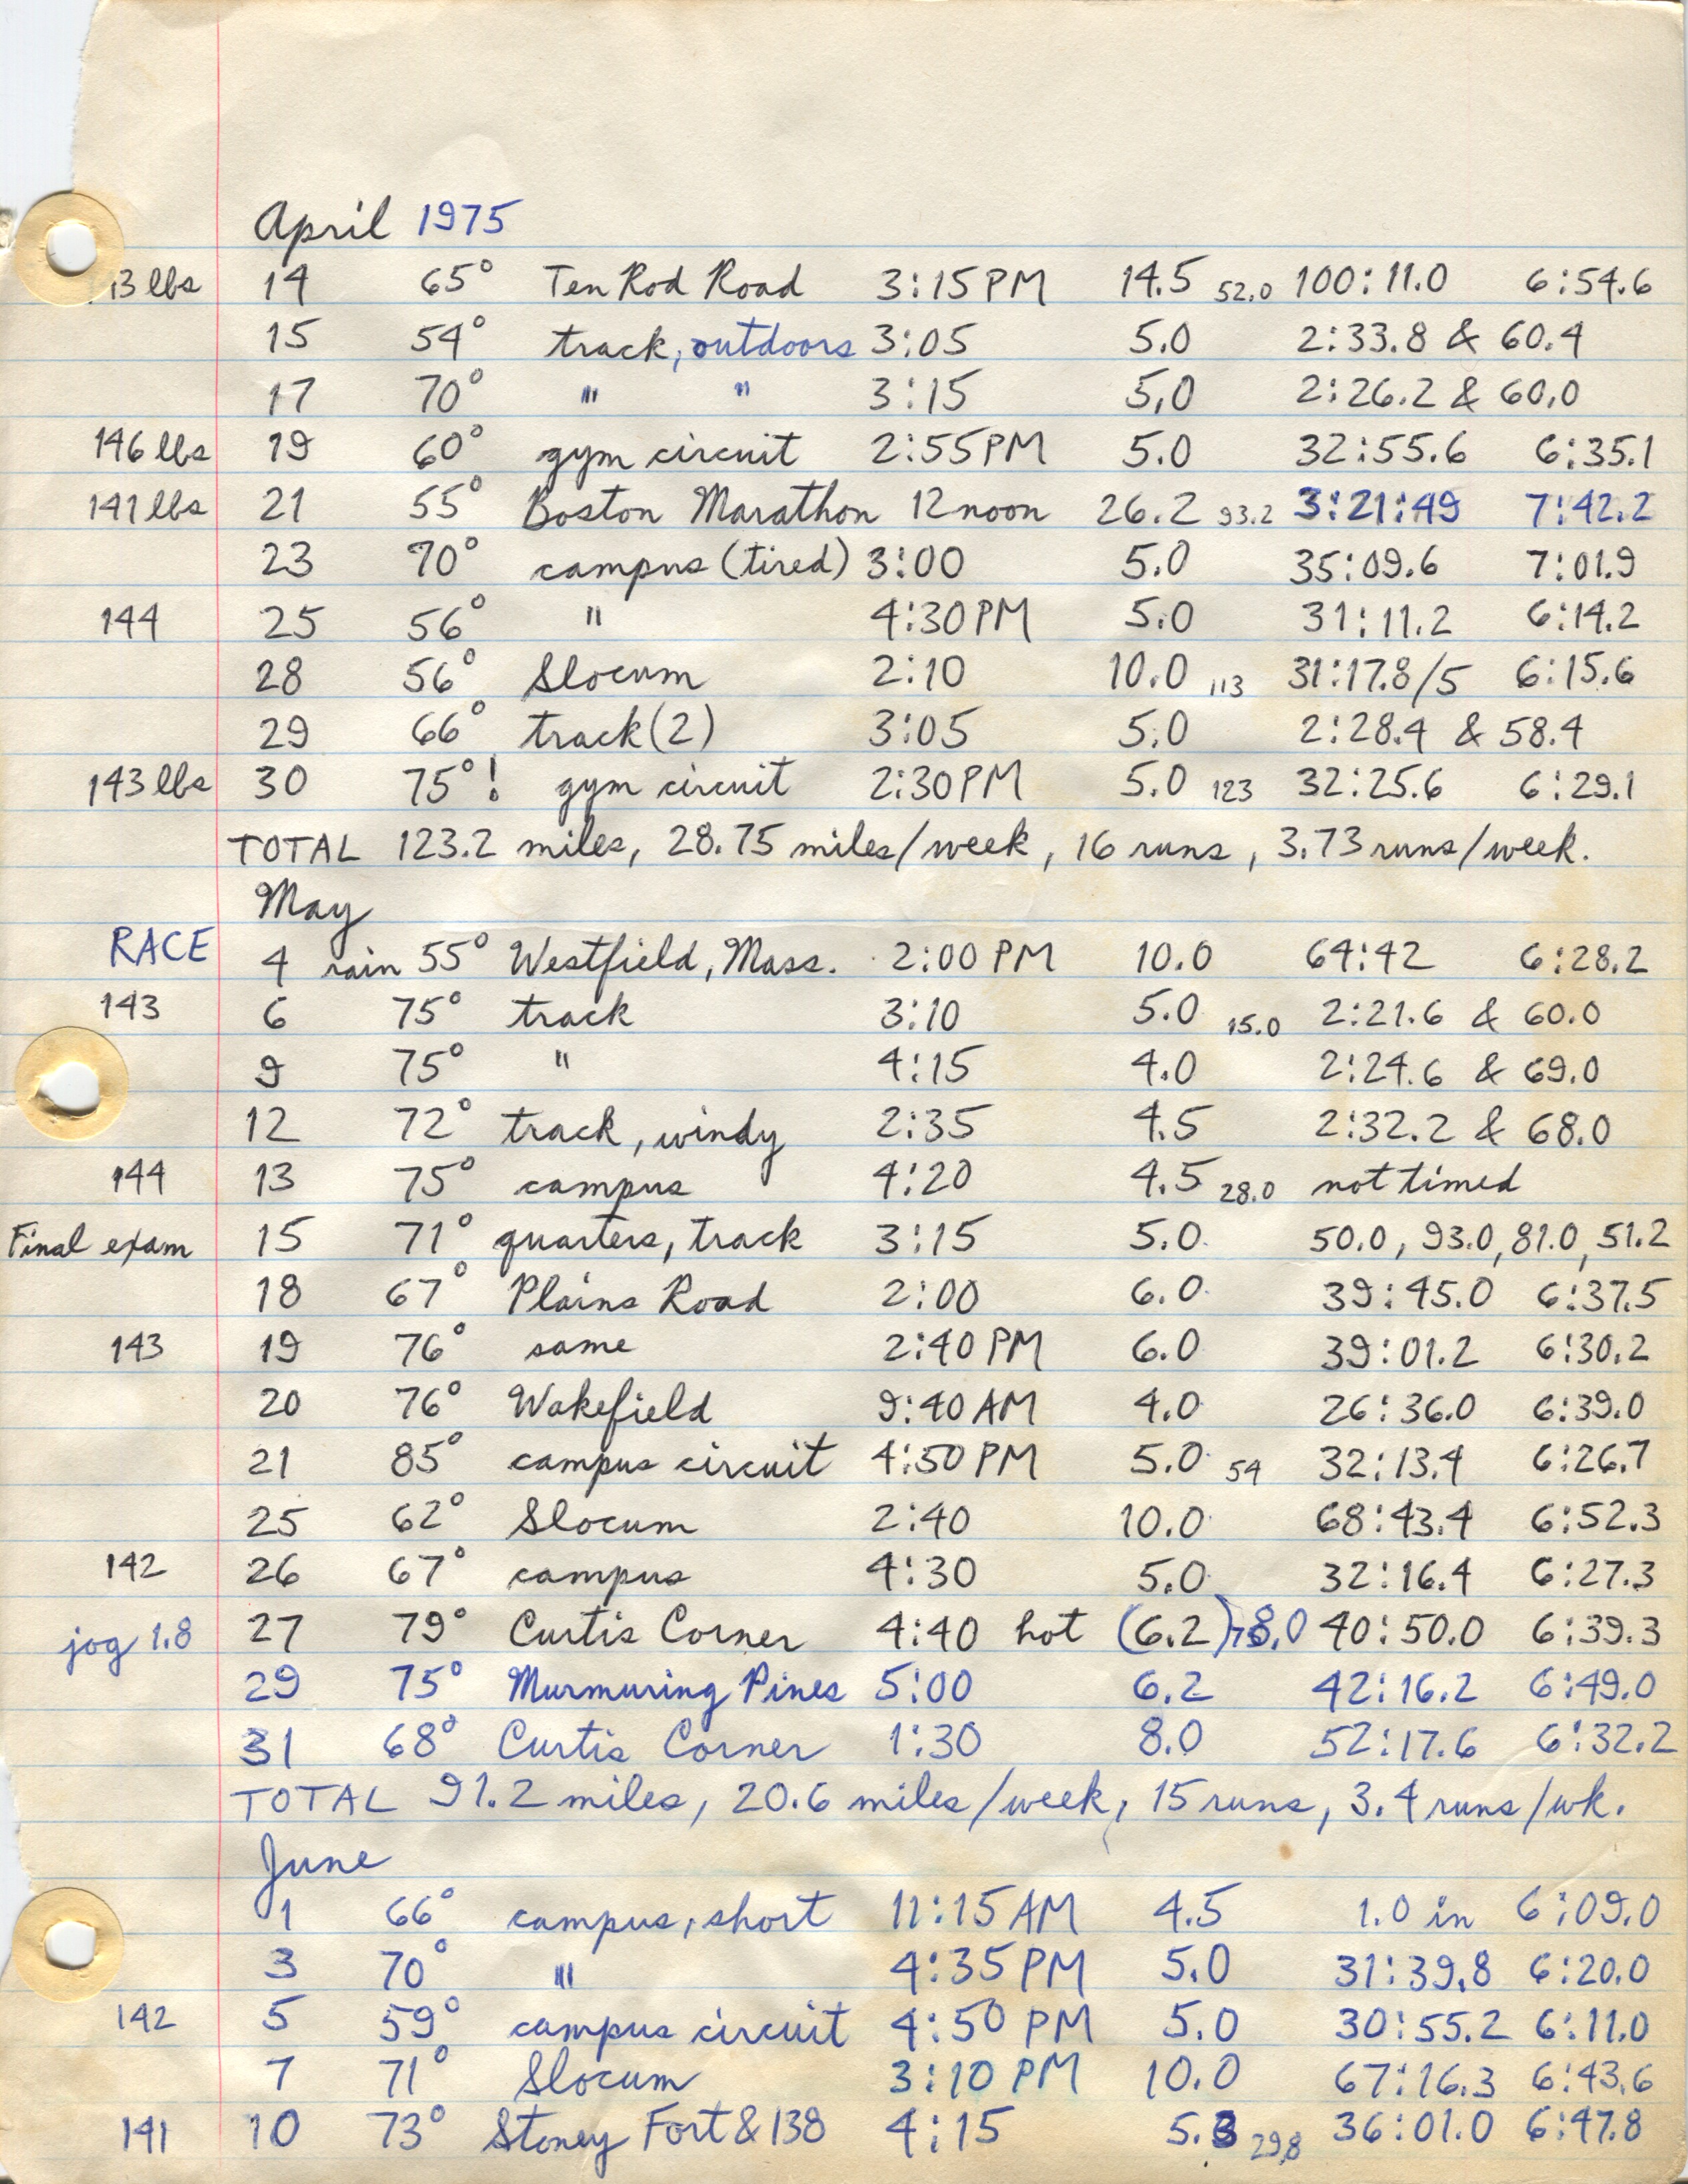 April 1975
3 lbs 14 65° Ten Rod Road 3:15 PM 14.5 52.0 100:11.0 6:54.6
15 54° track, outdoors 3:05 5.0 2:33.8 & 60.4
17 70° " " 3:15 5.0 2:26.2 & 60.0
146 lbs 19 60° gym circuit 2:55 PM 5.0 32:55.6 6:35.1
141 lbs 21 55° Boston Marathon 12 noon 26.2 93.2 3:21:49 7:42.2
23 70° campus (tired) 3:00 5.0 35:09.6 7:01.9
144 25 56° " 4:30 PM 5.0 31:11.2 6:14.2
28 56° Slocum 2:10 10.0 113 31:17.8/5 6:15.6
29 66° track (2) 3:05 5.0 2:28.4 & 58.4
143 lbs 30 75°! gym circuit 2:30 PM 5.0 123 32:25.6 6:29.1
TOTAL 123.2 miles, 28.75 miles/week, 16 runs, 3.73 runs/week.
May
RACE 4 rain 55° Westfield, Mass. 2:00 PM 10.0 64:42 6:28.2
143 6 75° track 3:10 5.0 15.0 2:21.6 & 60.0
9 75° " 4:15 4.0 2:24.6 & 69.0
12 72° track, windy 2:35 4.5 2:32.2 & 68.0
144 13 75° campus 4:20 4.5 28.0 not timed
Final exam 15 71° quarters, track 3:15 5.0 50.0, 93.0, 81.0, 51.2
18 67° Plains Road 2:00 6.0 39:45.0 6:37.5
143 19 76° same 2:40 PM 6.0 39:01.2 6:30.2
20 76° Wakefield 9:40 AM 4.0 26:36.0 6:39.0
21 85° campus circuit 4:50 PM 5.0 54 32:13.4 6:26.7
25 62° Slocum 2:40 10.0 68:43.4 6:52.3
142 26 67° campus 4:30 5.0 32:16.4 6:27.3
jog 1.8 27 79° Curtis Corner 4:40 hot (6.2) 8.0 40:50.0 6:39.3
29 75° Murmuring Pines 5:00 6.2 42:16.2 6:49.0
31 68° Curtis Corner 1:30 8.0 52:17.6 6:32.2
TOTAL 91.2 miles, 20.6 miles/week, 15 runs, 3.4 runs/wk.
June
1 66° campus, short 11:15 AM 4.5 1.0 in 6:09.0
3 70° " 4:35 PM 5.0 31:39.8 6:20.0
142 5 59° campus circuit 4:50 PM 5.0 30:55.2 6:11.0
7 71° Slocum 3:10 PM 10.0 67:16.3 6:43.6
141 10 73° Stoney Fort & 138 4:15 5.3 29.8 36:01.0 6:47.8